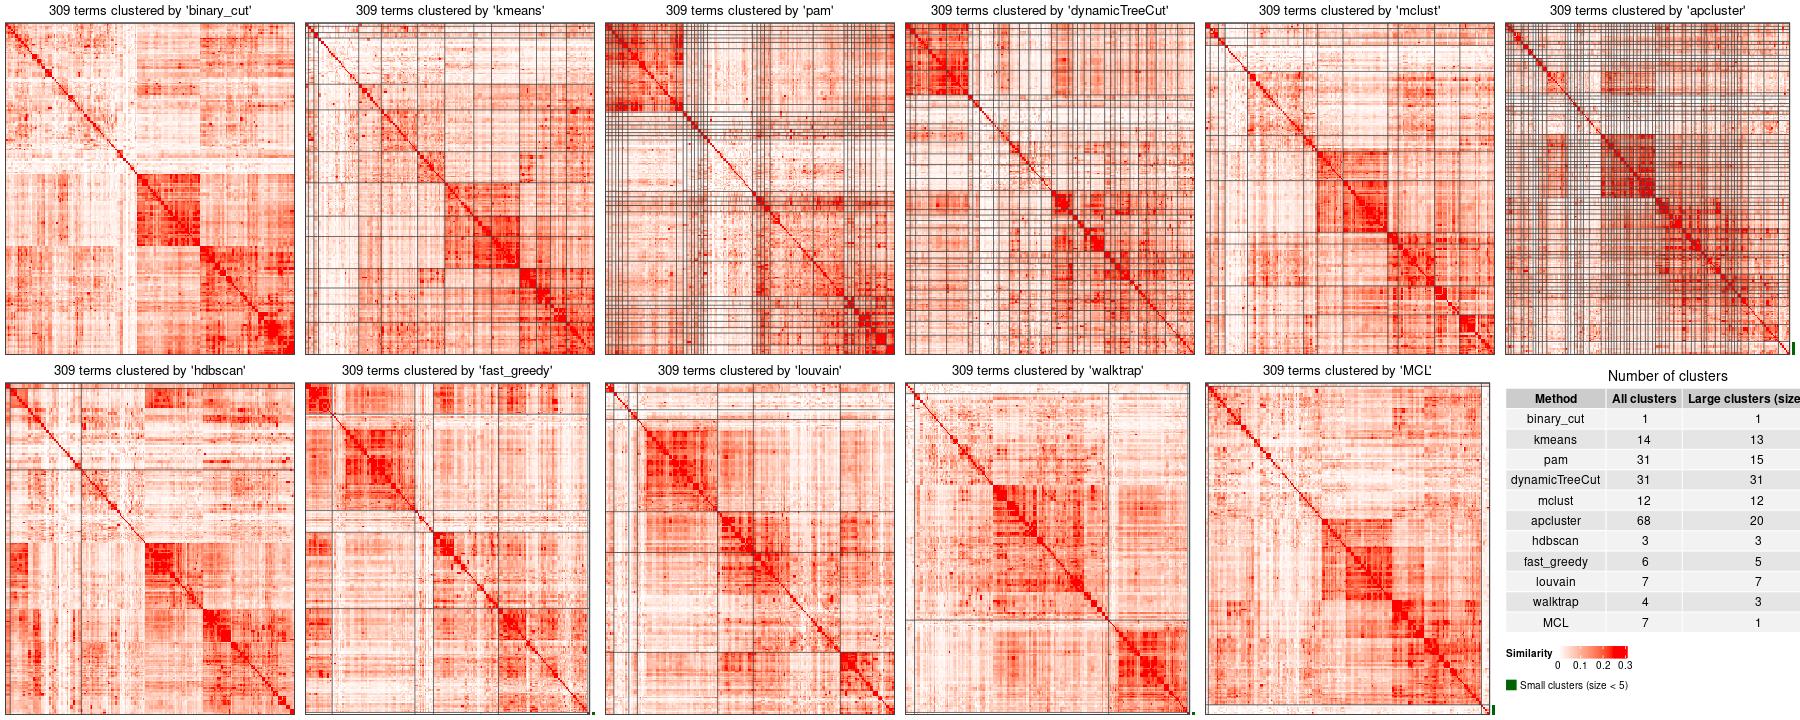 309 terms clustered by 'binary_cut'
309 terms clustered by 'kmeans'
309 terms clustered by 'pam'
309 terms clustered by 'dynamicTreeCut'
309 terms clustered by 'mclust'
309 terms clustered by 'apcluster'
309 terms clustered by 'hdbscan'
309 terms clustered by 'fast_greedy'
309 terms clustered by 'louvain'
309 terms clustered by 'walktrap'
309 terms clustered by 'MCL'
Number of clusters
Method All clusters Large clusters (size
binary_cut 1 1
kmeans 14 13
pam 31 15
dynamicTreeCut 31 31
mclust 12 12
apcluster 68 20
hdbscan 3 3
fast_greedy 6 5
louvain 7 7
walktrap 4 3
MCL 7 1
Similarity
0 0.1 0.2 0.3
Small clusters (size < 5)